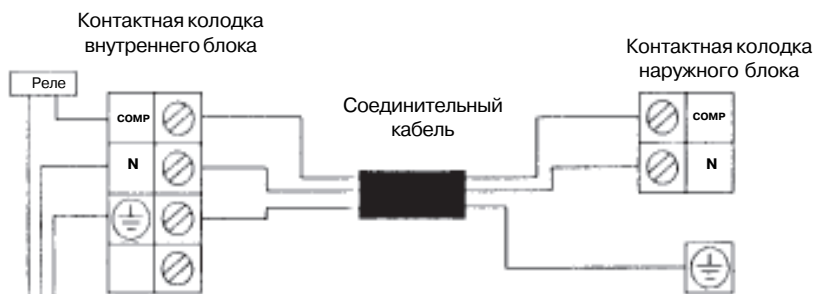 Контактная колодка
внутреннего блока
Контактная колодка
наружного блока
Реле
Соединительный
кабель
COMP
COMP
N
N